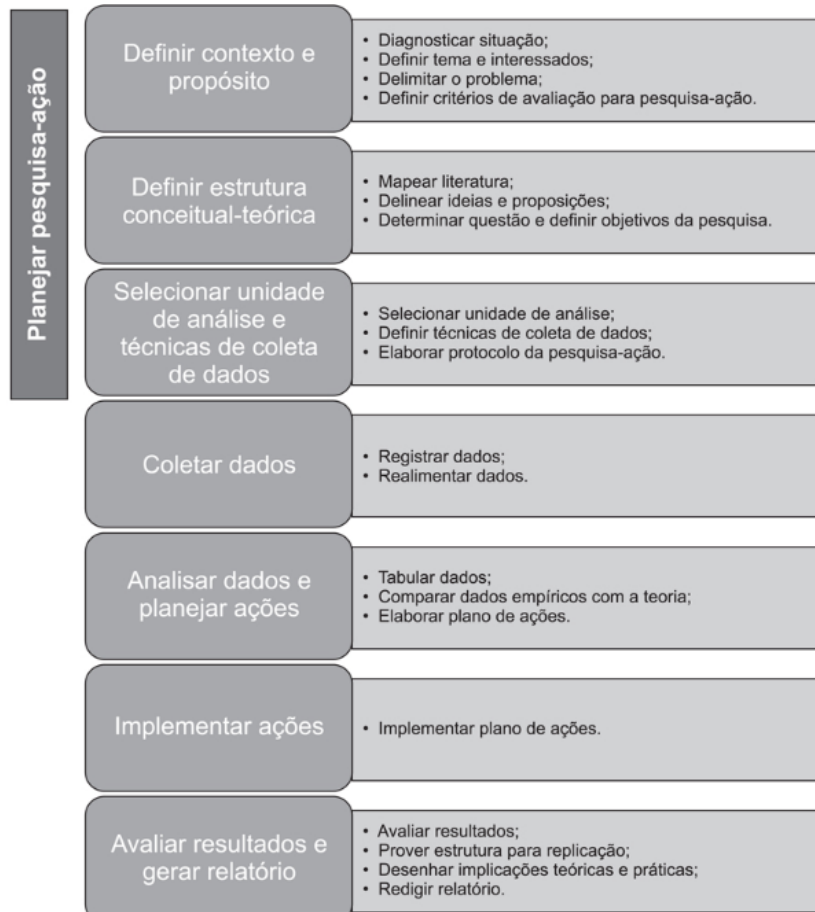 Planejar pesquisa-ação
Definir contexto e
propósito
• Diagnosticar situação;
• Definir tema e interessados;
• Delimitar o problema;
• Definir critérios de avaliação para pesquisa-ação.
Definir estrutura
conceitual-teórica
• Mapear literatura;
• Delinear ideias e proposições;
• Determinar questão e definir objetivos da pesquisa.
Selecionar unidade
de análise e
técnicas de coleta
de dados
• Selecionar unidade de análise;
• Definir técnicas de coleta de dados;
• Elaborar protocolo da pesquisa-ação.
Coletar dados
• Registrar dados;
• Realimentar dados.
Analisar dados e
planejar ações
• Tabular dados;
• Comparar dados empíricos com a teoria;
• Elaborar plano de ações.
Implementar ações
• Implementar plano de ações.
Avaliar resultados e
gerar relatório
• Avaliar resultados;
• Prover estrutura para replicação;
• Desenhar implicações teóricas e práticas;
• Redigir relatório.